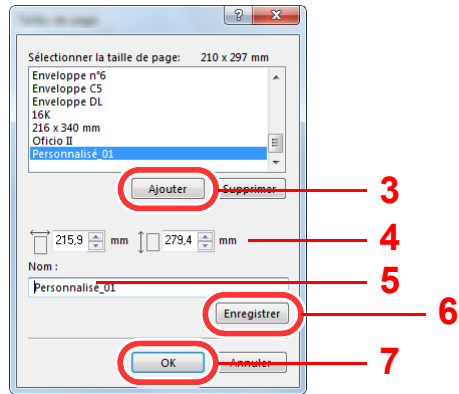 Tailles de page
Sélectionner la taille de page: 210 x 297 mm
Enveloppe n°6
Enveloppe C5
Enveloppe DL
16K
216 x 340 mm
Oficio II
Personnalisé_01
Ajouter Supprimer 3
215,9 mm 279,4 mm 4
Nom :
Personnalisé_01 5
Enregistrer 6
OK Annuler 7